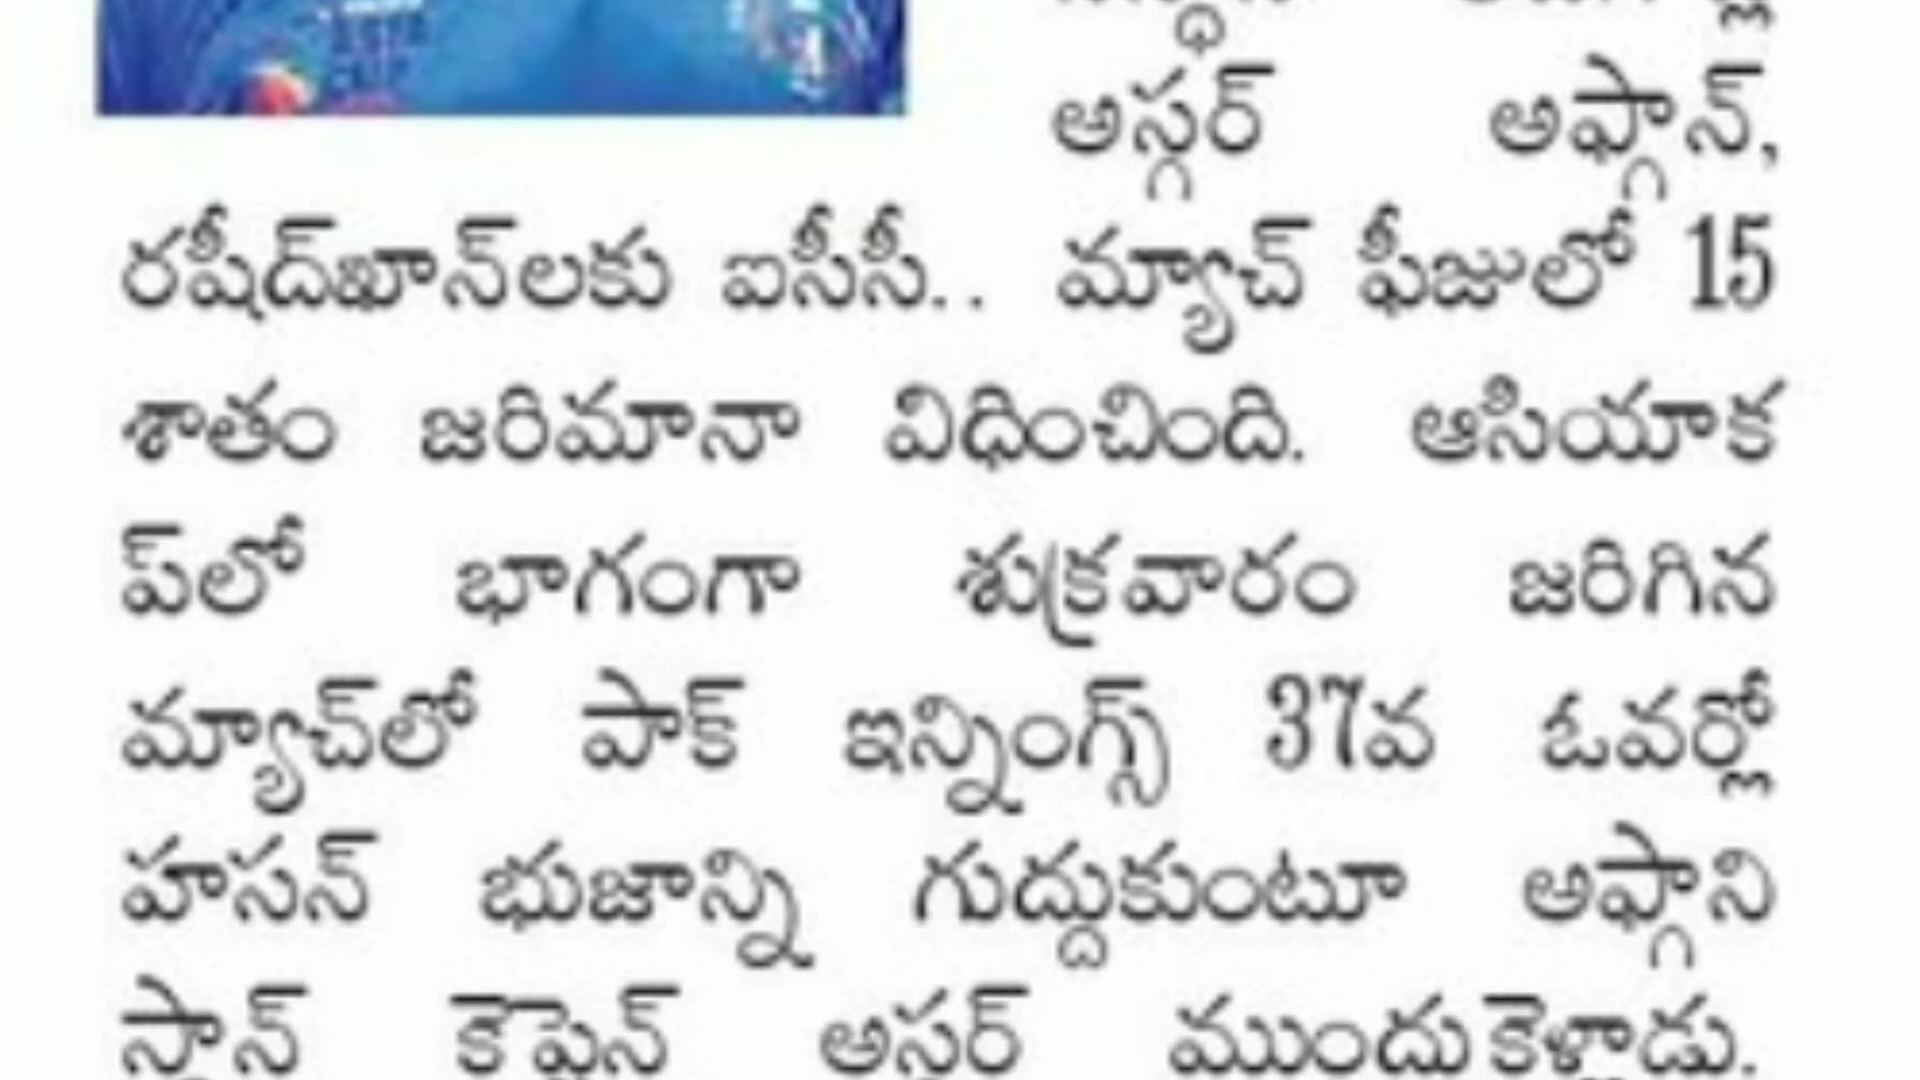 అస్గర్ అఫ్గాన్,
రషీద్‌ఖాన్‌లకు ఐసీసీ.. మ్యాచ్ ఫీజులో 15
శాతం జరిమానా విధించింది. ఆసియాక
ప్‌లో భాగంగా శుక్రవారం జరిగిన
మ్యాచ్‌లో పాక్ ఇన్నింగ్స్ 37వ ఓవర్లో
హసన్ భుజాన్ని గుద్దుకుంటూ అఫ్గాని
స్తాన్ కెప్టెన్ అస్గర్ ముందుకెళ్లాడు.